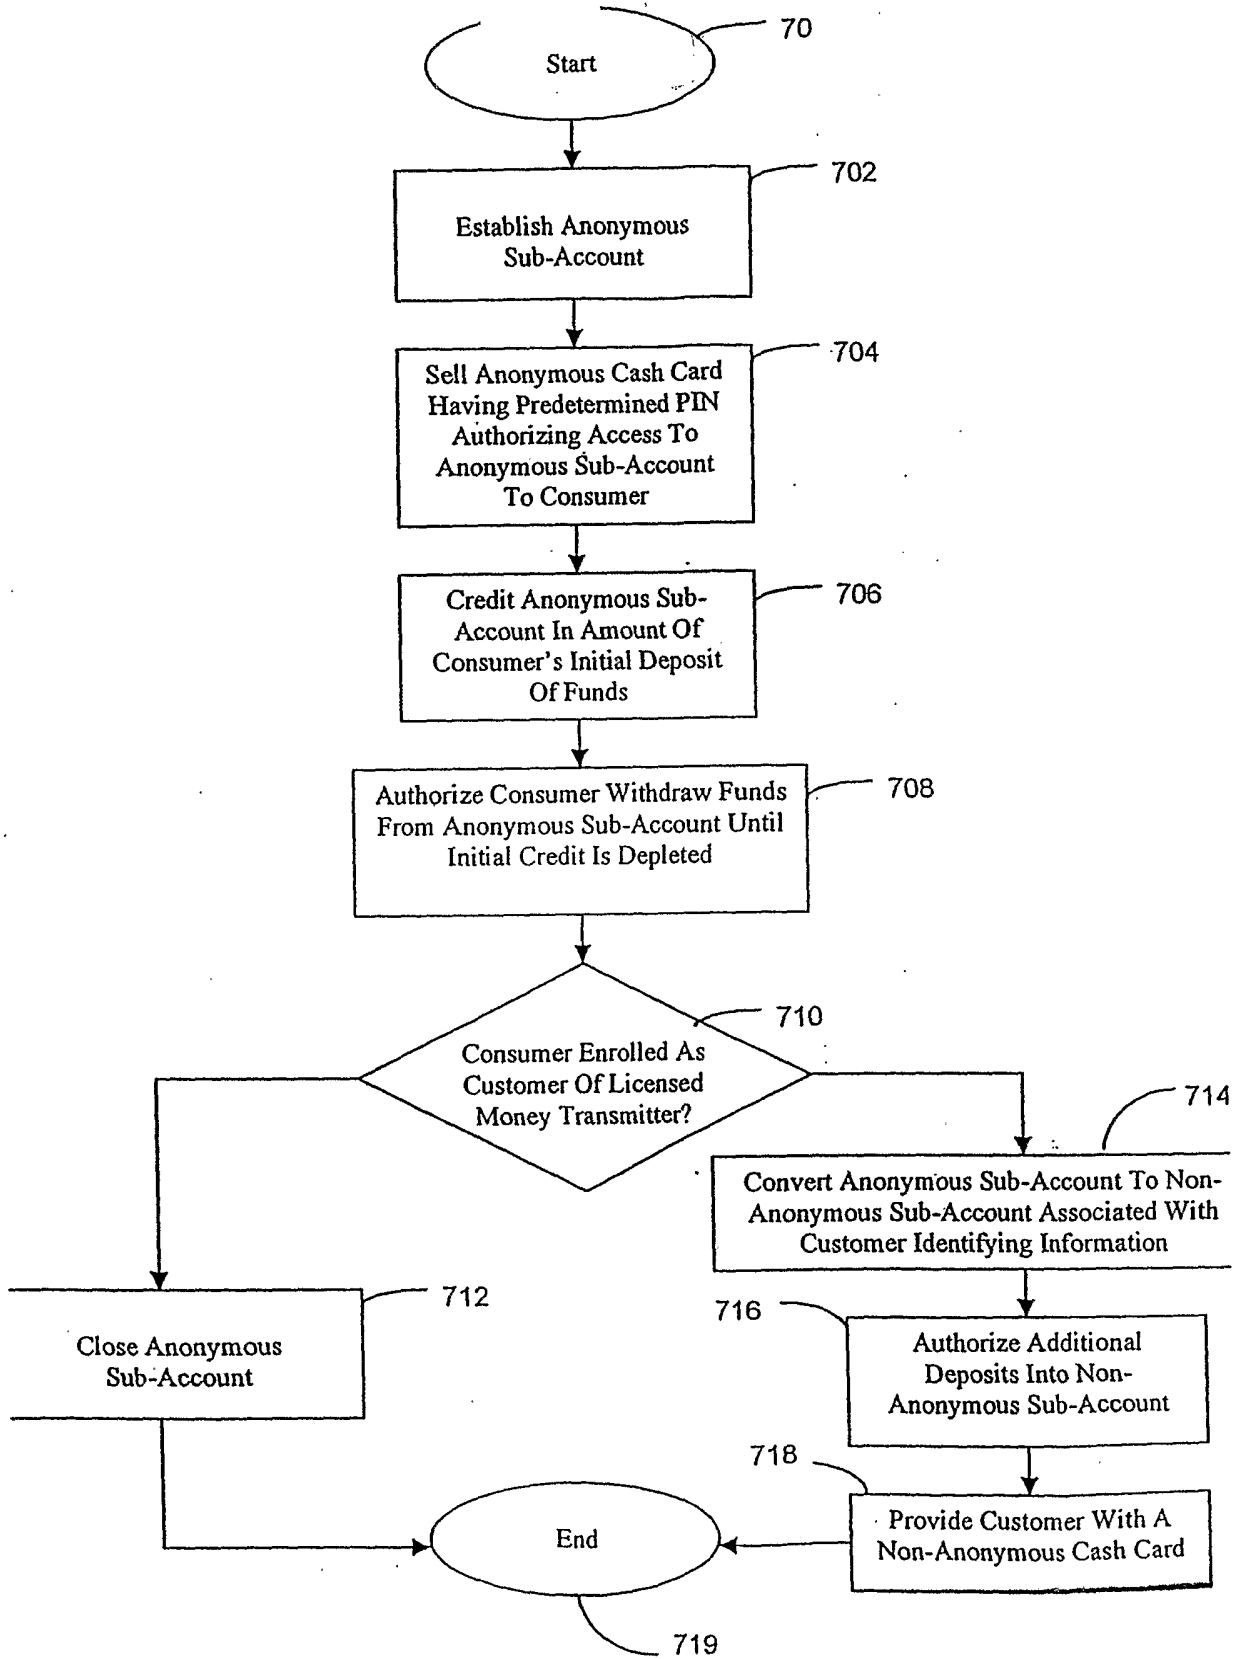 70
Start
702
Establish Anonymous
Sub-Account
704
Sell Anonymous Cash Card
Having Predetermined PIN
Authorizing Access To
Anonymous Sub-Account
To Consumer
706
Credit Anonymous Sub-
Account In Amount Of
Consumer's Initial Deposit
Of Funds
708
Authorize Consumer Withdraw Funds
From Anonymous Sub-Account Until
Initial Credit Is Depleted
710
Consumer Enrolled As
Customer Of Licensed
Money Transmitter?
714
Convert Anonymous Sub-Account To Non-
Anonymous Sub-Account Associated With
Customer Identifying Information
712
Close Anonymous
Sub-Account
716
Authorize Additional
Deposits Into Non-
Anonymous Sub-Account
718
Provide Customer With A
Non-Anonymous Cash Card
End
719